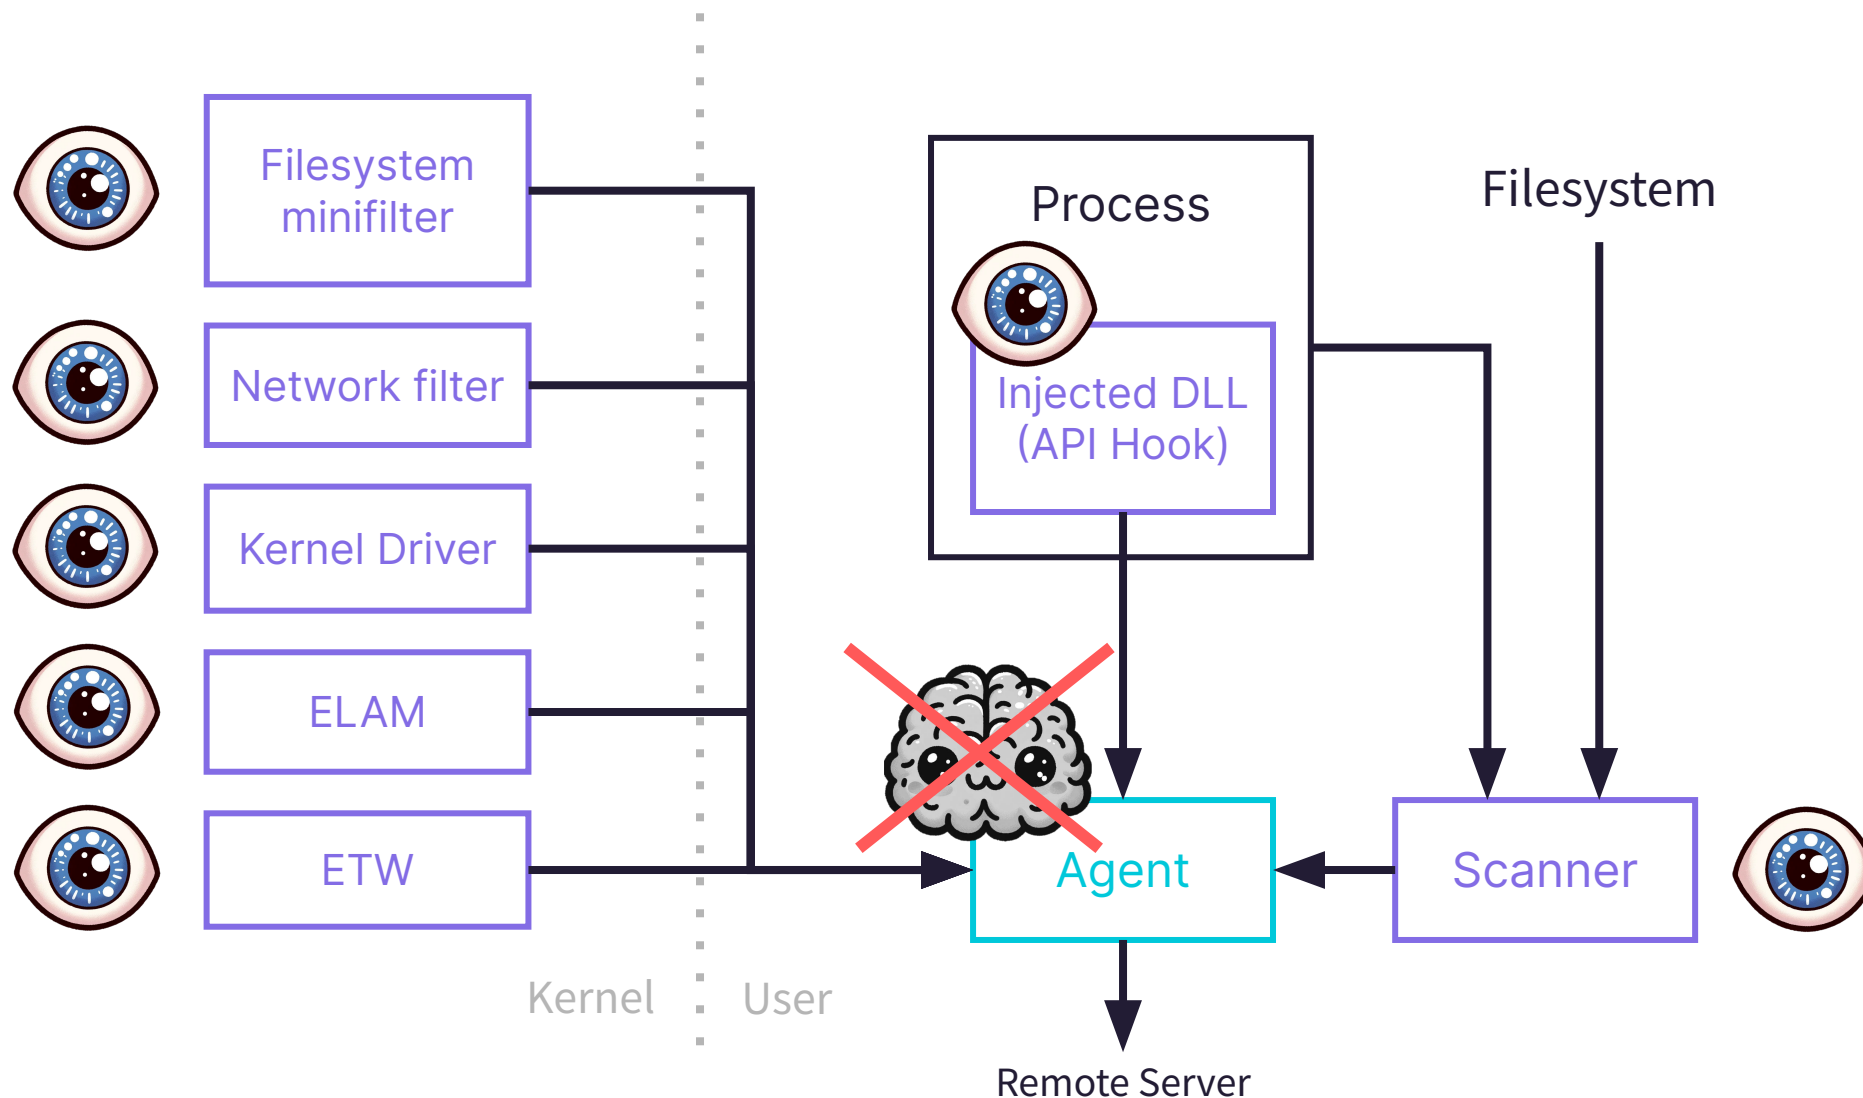 Filesystem
minifilter
Network filter
Kernel Driver
ELAM
ETW
Kernel
User
Process
Injected DLL
(API Hook)
Filesystem
Agent
Scanner
Remote Server